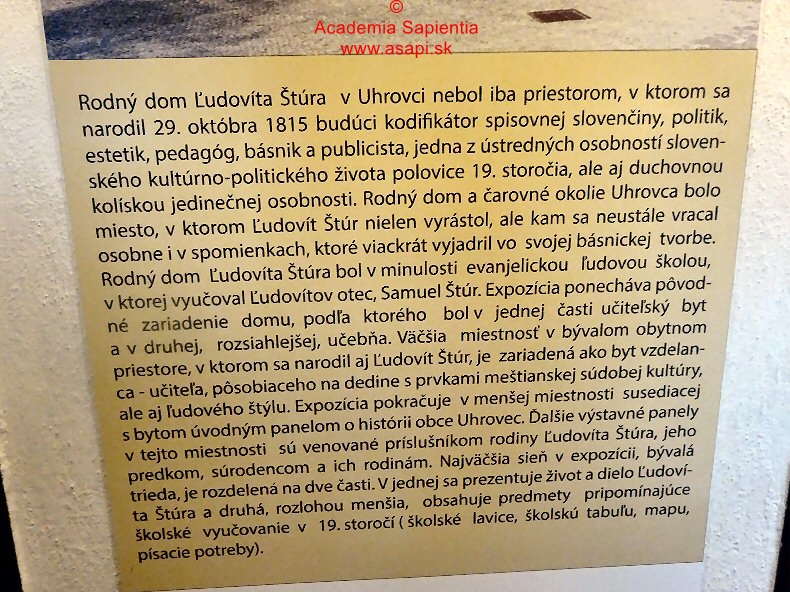 ©
Academia Sapientia
www.asapi.sk
Rodný dom Ľudovíta Štúra v Uhrovci nebol iba priestorom, v ktorom sa
narodil 29. októbra 1815 budúci kodifikátor spisovnej slovenčiny, politik,
estetik, pedagóg, básnik a publicista, jedna z ústredných osobností sloven-
ského kultúrno-politického života polovice 19. storočia, ale aj duchovnou
kolískou jedinečnej osobnosti. Rodný dom a čarovné okolie Uhrovca bolo
miesto, v ktorom Ľudovít Štúr nielen vyrástol, ale kam sa neustále vracal
osobne i v spomienkach, ktoré viackrát vyjadril vo svojej básnickej tvorbe.
Rodný dom Ľudovíta Štúra bol v minulosti evanjelickou ľudovou školou,
v ktorej vyučoval Ľudovítov otec, Samuel Štúr. Expozícia ponecháva pôvod-
né zariadenie domu, podľa ktorého bol v jednej časti učiteľský byt
a v druhej, rozsiahlejšej, učebňa. Väčšia miestnosť v bývalom obytnom
priestore, v ktorom sa narodil aj Ľudovít Štúr, je zariadená ako byt vzdelan-
ca - učiteľa, pôsobiaceho na dedine s prvkami meštianskej súdobej kultúry,
ale aj ľudového štýlu. Expozícia pokračuje v menšej miestnosti susediacej
s bytom úvodným panelom o histórii obce Uhrovec. Ďalšie výstavné panely
v tejto miestnosti sú venované príslušníkom rodiny Ľudovíta Štúra, jeho
predkom, súrodencom a ich rodinám. Najväčšia sieň v expozícii, bývalá
trieda, je rozdelená na dve časti. V jednej sa prezentuje život a dielo Ľudoví-
ta Štúra a druhá, rozlohou menšia, obsahuje predmety pripomínajúce
školské vyučovanie v 19. storočí ( školské lavice, školskú tabuľu, mapu,
písacie potreby).